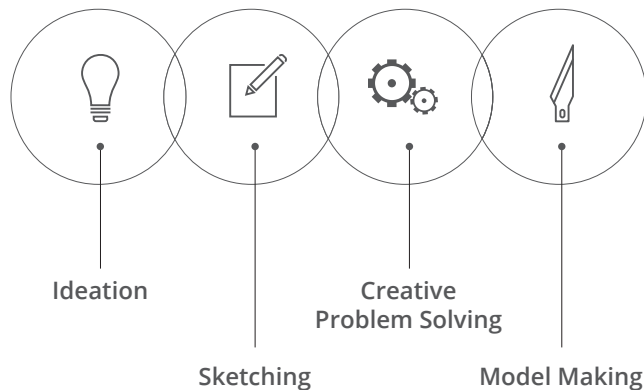 Ideation
Sketching
Creative
Problem Solving
Model Making